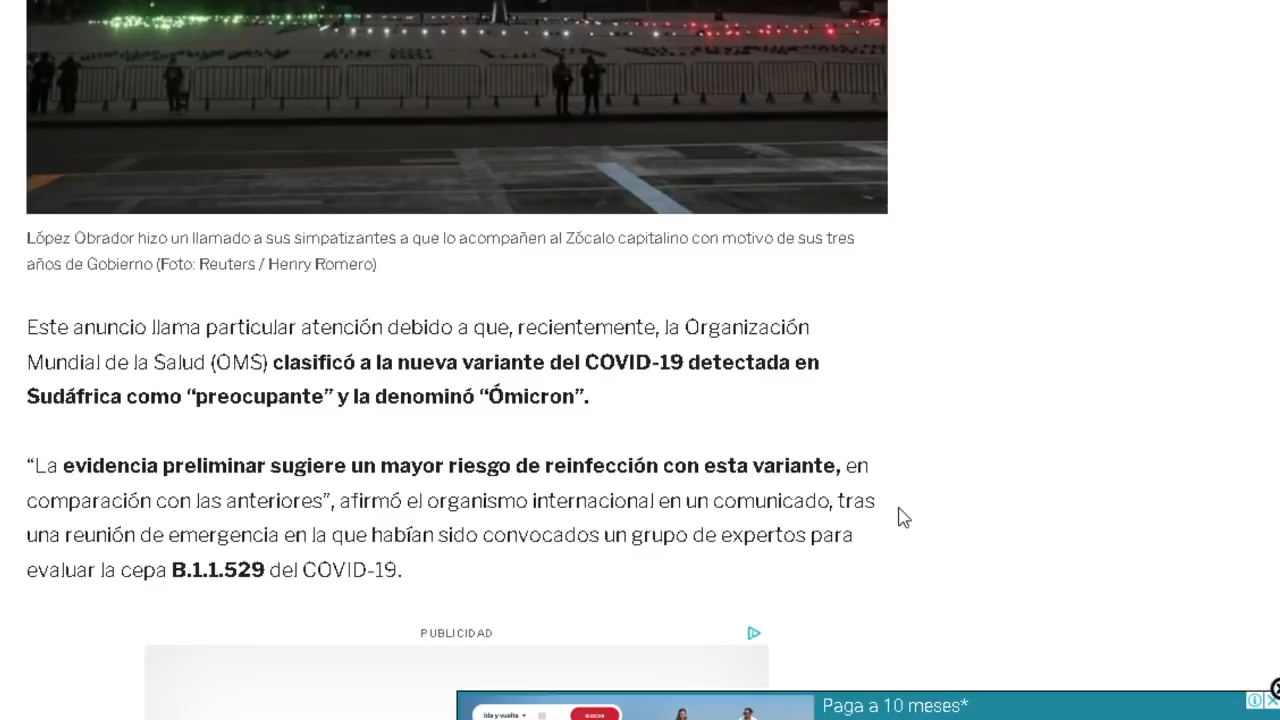 López Obrador hizo un llamado a sus simpatizantes a que lo acompañen al Zócalo capitalino con motivo de sus tres
años de Gobierno (Foto: Reuters / Henry Romero)
Este anuncio llama particular atención debido a que, recientemente, la Organización
Mundial de la Salud (OMS) clasificó a la nueva variante del COVID-19 detectada en
Sudáfrica como “preocupante” y la denominó “Ómicron”.
“La evidencia preliminar sugiere un mayor riesgo de reinfección con esta variante, en
comparación con las anteriores”, afirmó el organismo internacional en un comunicado, tras
una reunión de emergencia en la que habían sido convocados un grupo de expertos para
evaluar la cepa B.1.1.529 del COVID-19.
PUBLICIDAD
Paga a 10 meses*
Ida y vuelta